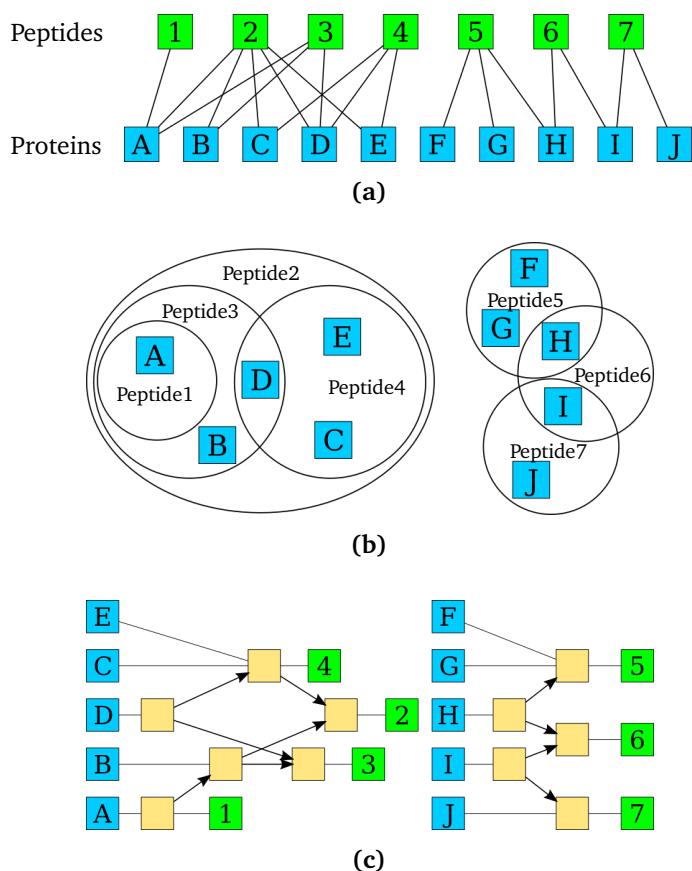 Peptides 1 2 3 4 5 6 7
Proteins A B C D E F G H I J
(a)
Peptide2
Peptide3
A
Peptide1
B
D
E
Peptide4
C
F
Peptide5
G
H
Peptide6
I
Peptide7
J
(b)
E
C 4
D 2
B 3
A 1
F
G 5
H 6
I
J 7
(c)